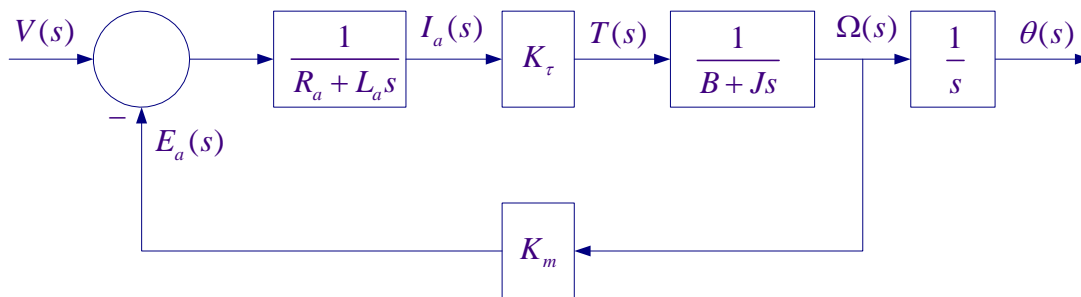 V(s)
−
E_a(s)
1
R_a + L_a s
I_a(s)
K_τ
T(s)
1
B + Js
Ω(s)
1
s
θ(s)
K_m